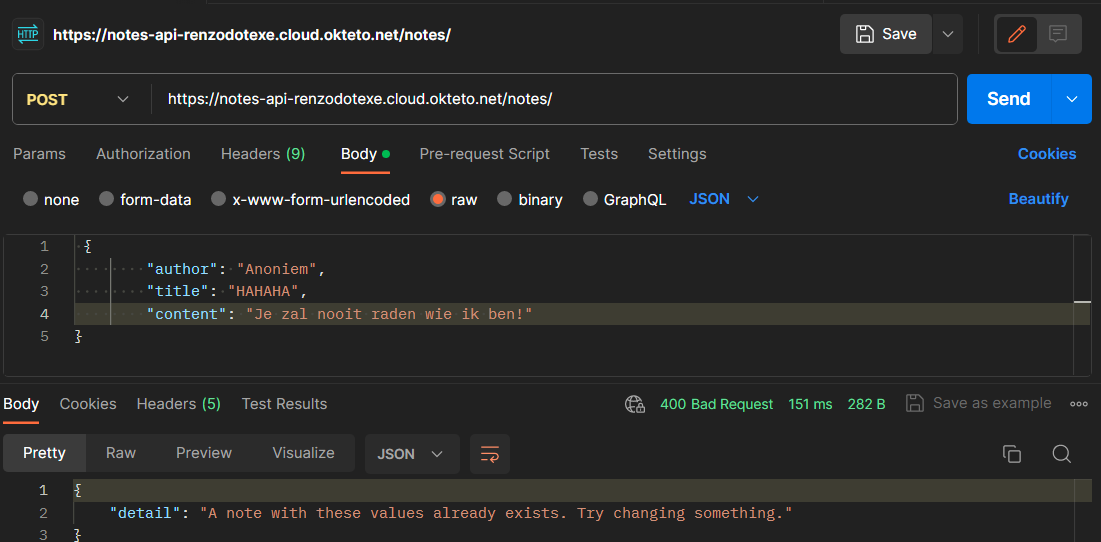 HTTP https://notes-api-renzodotexe.cloud.okteto.net/notes/ Save
POST https://notes-api-renzodotexe.cloud.okteto.net/notes/ Send
Params Authorization Headers (9) Body Pre-request Script Tests Settings Cookies
none form-data x-www-form-urlencoded raw binary GraphQL JSON Beautify
1 {
2 "author": "Anoniem",
3 "title": "HAHAHA",
4 "content": "Je zal nooit raden wie ik ben!"
5 }
Body Cookies Headers (5) Test Results 400 Bad Request 151 ms 282 B Save as example
Pretty Raw Preview Visualize JSON
1 {
2 "detail": "A note with these values already exists. Try changing something."
3 }